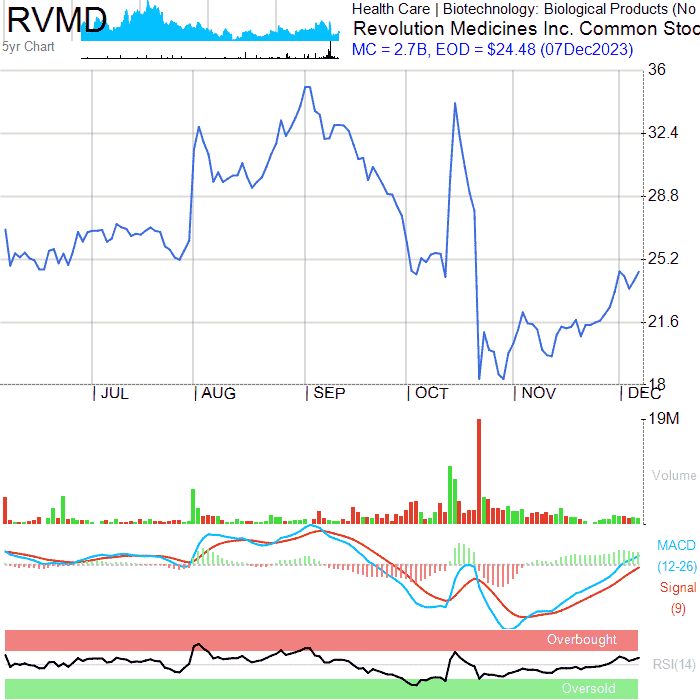 RVMD
5yr Chart
Health Care | Biotechnology: Biological Products (No
Revolution Medicines Inc. Common Stoc
MC = 2.7B, EOD = $24.48 (07Dec2023)
36
32.4
28.8
25.2
21.6
18
JUL AUG SEP OCT NOV DEC
19M
Volume
MACD
(12-26)
Signal
(9)
Overbought
RSI(14)
Oversold